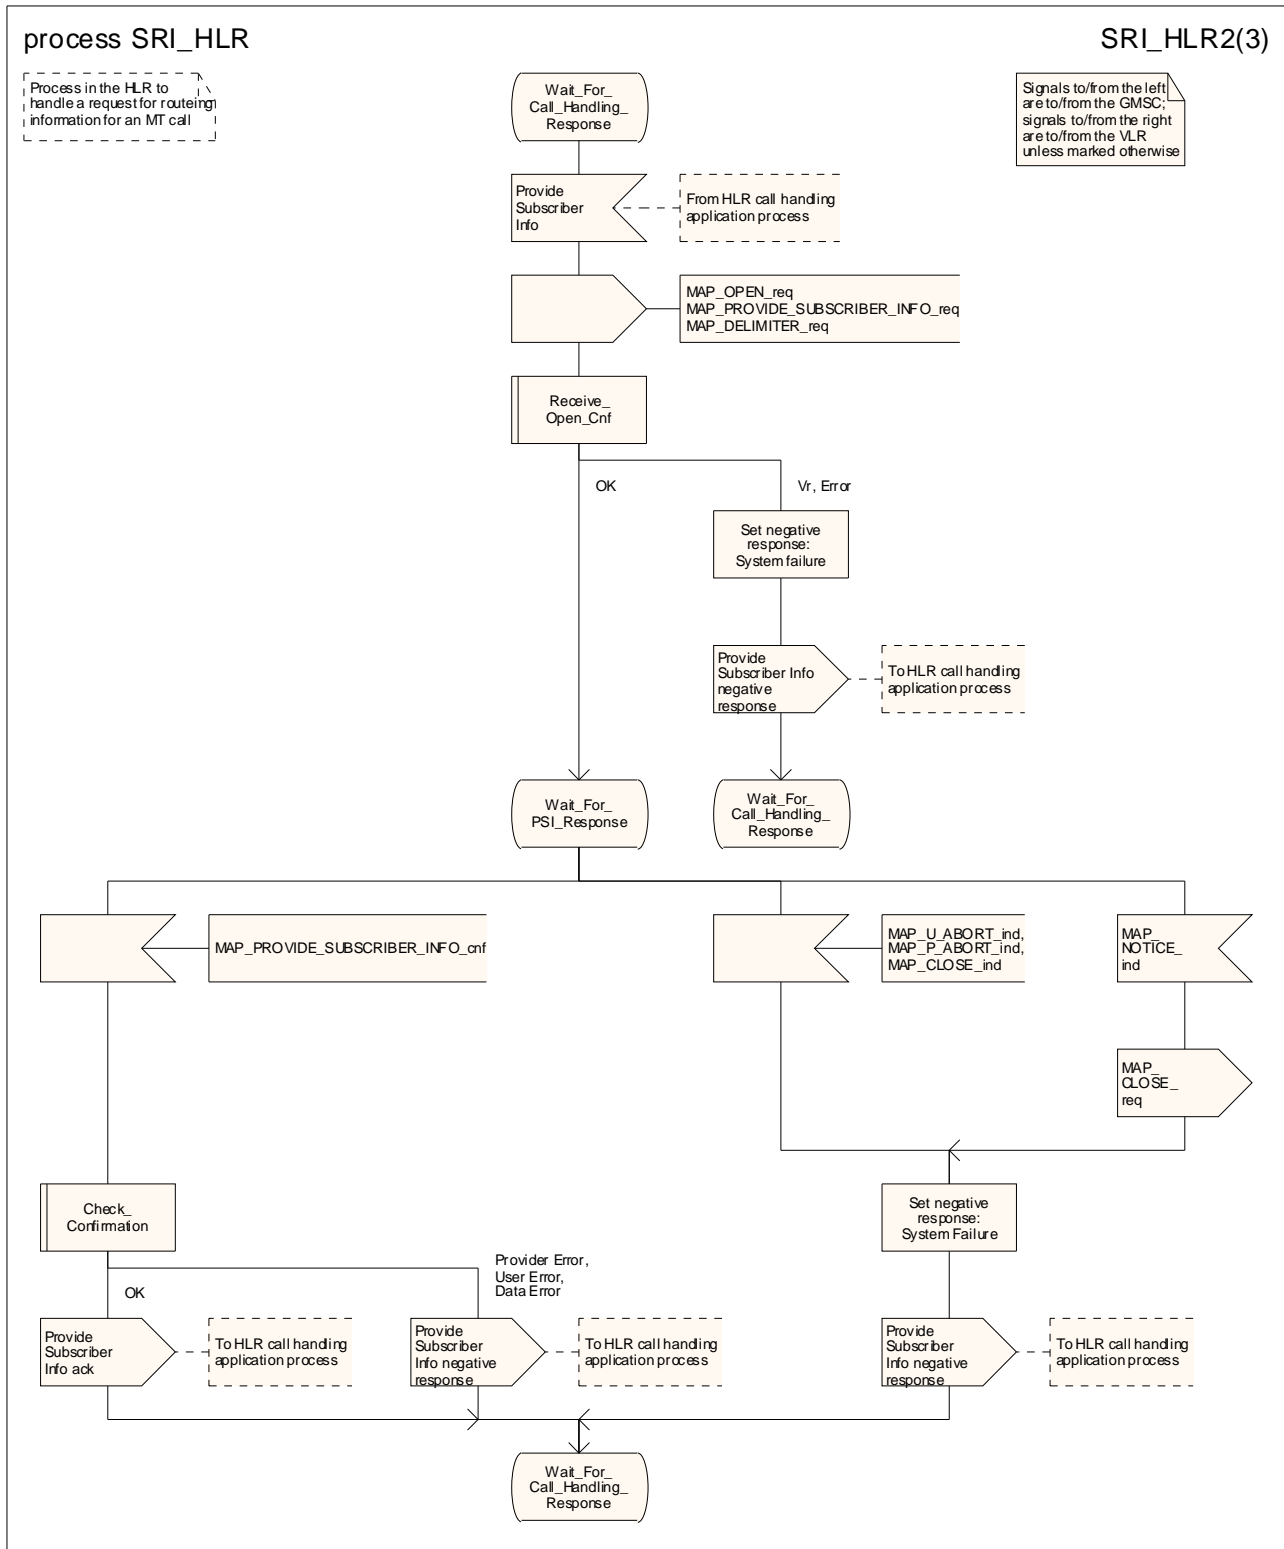 process SRI_HLR
SRI_HLR2(3)
Process in the HLR to
handle a request for routeing
information for an MT call
Wait_For_
Call_Handling_
Response
Signals to/from the left
are to/from the GMSC;
signals to/from the right
are to/from the VLR
unless marked otherwise
Provide
Subscriber
Info
From HLR call handling
application process
MAP_OPEN_req
MAP_PROVIDE_SUBSCRIBER_INFO_req
MAP_DELIMITER_req
Receive_
Open_Cnf
OK
Vr, Error
Set negative
response:
System failure
Provide
Subscriber Info
negative
response
To HLR call handling
application process
Wait_For_
PSI_Response
Wait_For_
Call_Handling_
Response
MAP_PROVIDE_SUBSCRIBER_INFO_cnf
MAP_U_ABORT_ind,
MAP_P_ABORT_ind,
MAP_CLOSE_ind
MAP_
NOTICE_
ind
MAP_
CLOSE_
req
Check_
Confirmation
Set negative
response:
System Failure
OK
Provider Error,
User Error,
Data Error
Provide
Subscriber
Info ack
To HLR call handling
application process
Provide
Subscriber
Info negative
response
To HLR call handling
application process
Provide
Subscriber
Info negative
response
To HLR call handling
application process
Wait_For_
Call_Handling_
Response